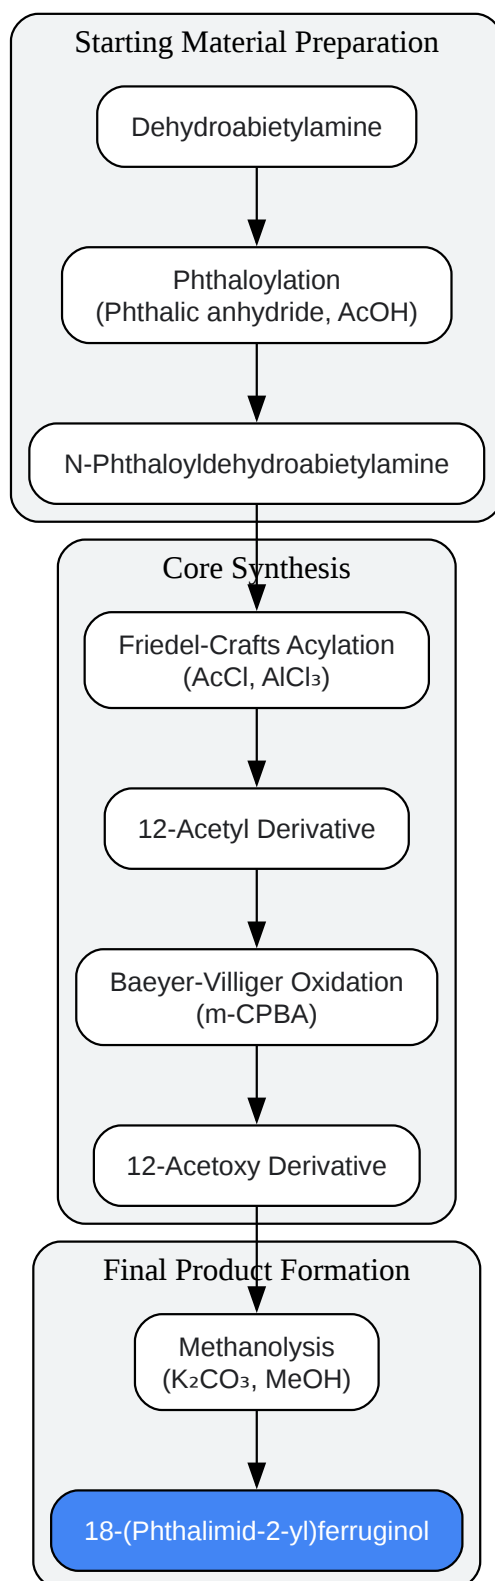 Starting Material Preparation
Dehydroabietylamine
Phthaloylation
(Phthalic anhydride, AcOH)
N-Phthaloyldehydroabietylamine
Core Synthesis
Friedel-Crafts Acylation
(AcCl, AlCl₃)
12-Acetyl Derivative
Baeyer-Villiger Oxidation
(m-CPBA)
12-Acetoxy Derivative
Final Product Formation
Methanolysis
(K₂CO₃, MeOH)
18-(Phthalimid-2-yl)ferruginol